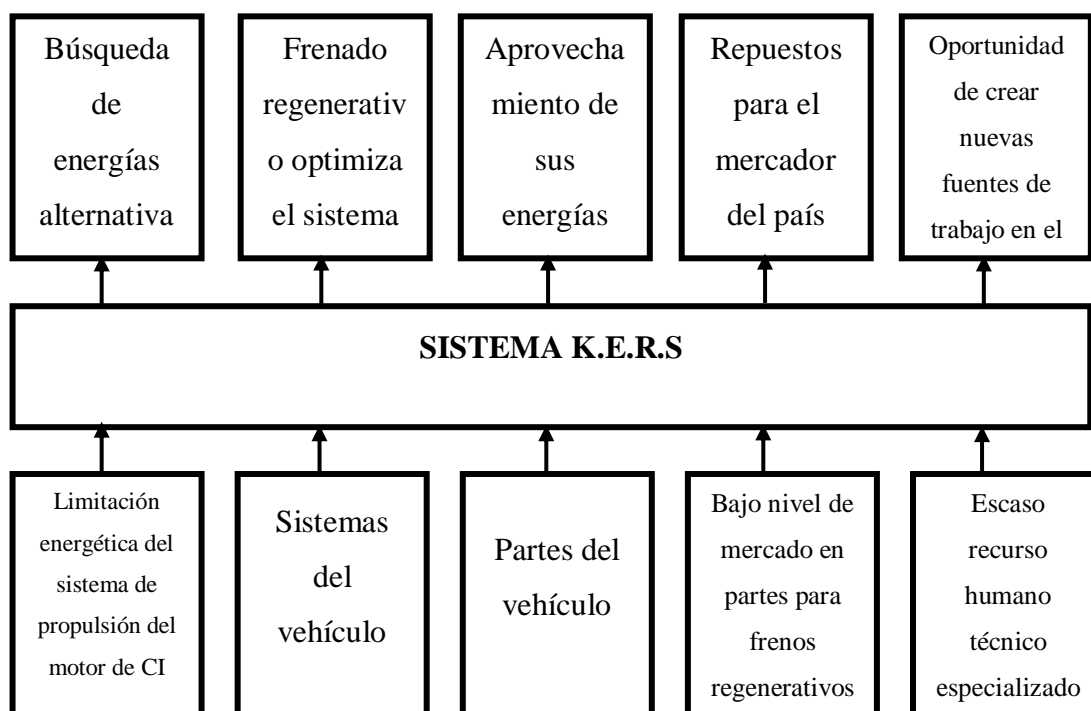 Búsqueda
de
energías
alternativa
Frenado
regenerativ
o optimiza
el sistema
Aprovecha
miento de
sus
energías
Repuestos
para el
mercador
del país
Oportunidad
de crear
nuevas
fuentes de
trabajo en el
SISTEMA K.E.R.S
Limitación
energética del
sistema de
propulsión del
motor de CI
Sistemas
del
vehículo
Partes del
vehículo
Bajo nivel de
mercado en
partes para
frenos
regenerativos
Escaso
recurso
humano
técnico
especializado